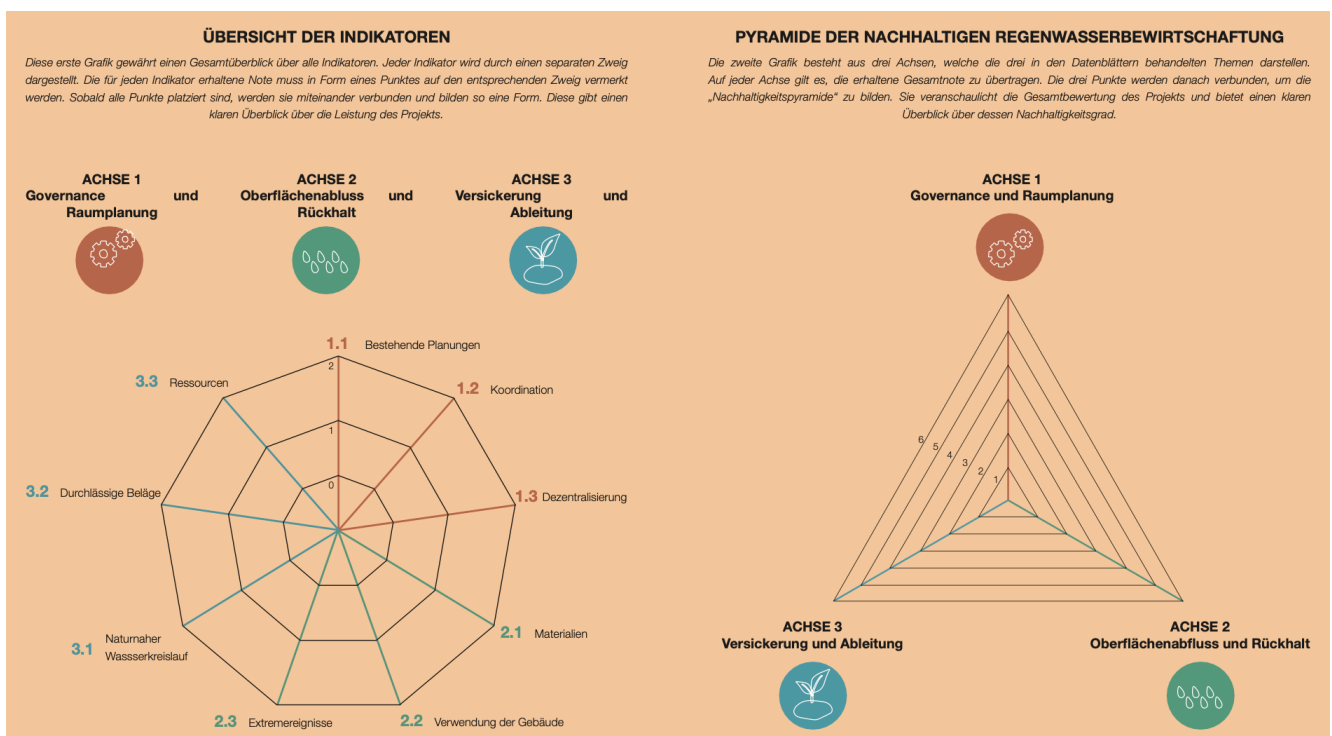 ÜBERSICHT DER INDIKATOREN
Diese erste Grafik gewährt einen Gesamtüberblick über alle Indikatoren. Jeder Indikator wird durch einen separaten Zweig
dargestellt. Die für jeden Indikator erhaltene Note muss in Form eines Punktes auf den entsprechenden Zweig vermerkt
werden. Sobald alle Punkte platziert sind, werden sie miteinander verbunden und bilden so eine Form. Diese gibt einen
klaren Überblick über die Leistung des Projekts.
ACHSE 1
Governance und
Raumplanung
ACHSE 2
Oberflächenabluss und
Rückhalt
ACHSE 3
Versickerung und
Ableitung
1.1 Bestehende Planungen
2
3.3 Ressourcen
1.2 Koordination
1
0
3.2 Durchlässige Beläge
1.3 Dezentralisierung
2.1 Materialien
3.1 Naturnaher
Wassserkreislauf
2.3 Extremereignisse
2.2 Verwendung der Gebäude
PYRAMIDE DER NACHHALTIGEN REGENWASSERBEWIRTSCHAFTUNG
Die zweite Grafik besteht aus drei Achsen, welche die drei in den Datenblättern behandelten Themen darstellen.
Auf jeder Achse gilt es, die erhaltene Gesamtnote zu übertragen. Die drei Punkte werden danach verbunden, um die
„Nachhaltigkeitspyramide“ zu bilden. Sie veranschaulicht die Gesamtbewertung des Projekts und bietet einen klaren
Überblick über dessen Nachhaltigkeitsgrad.
ACHSE 1
Governance und Raumplanung
6
5
4
3
2
1
ACHSE 3
Versickerung und Ableitung
ACHSE 2
Oberflächenabfluss und Rückhalt